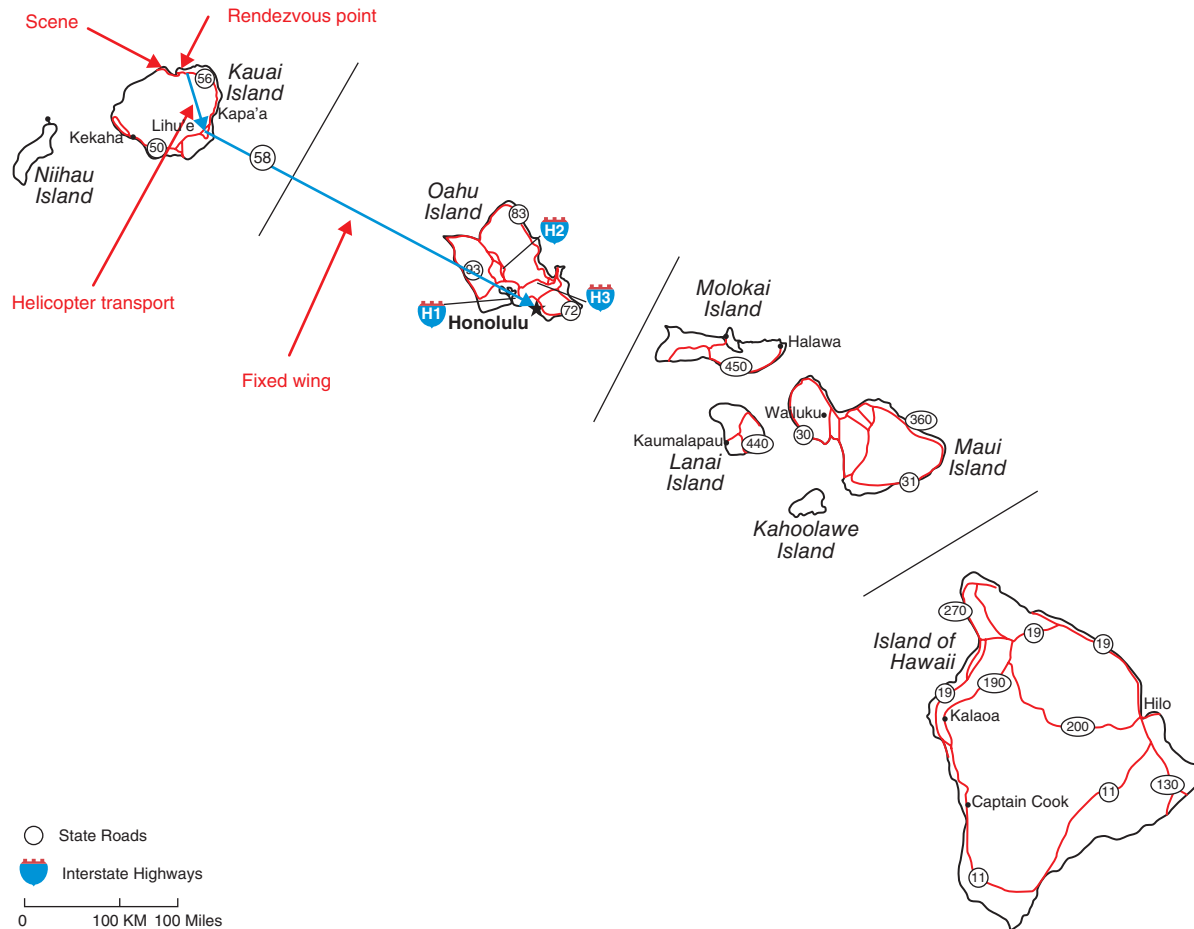 Scene
Rendezvous point
56
Kauai
Island
Kapa'a
Lihu'e
Kekaha
50
58
Niihau
Island
Oahu
Island
83
H2
93
H3
H1
72
Honolulu
Helicopter transport
Fixed wing
Molokai
Island
Halawa
450
Wailuku
360
30
Kaumalapau
440
Lanai
Island
Maui
Island
31
Kahoolawe
Island
270
19
19
Island of
Hawaii
190
19
Kalaoa
Hilo
200
11
130
Captain Cook
11
State Roads
Interstate Highways
0 100 KM 100 Miles